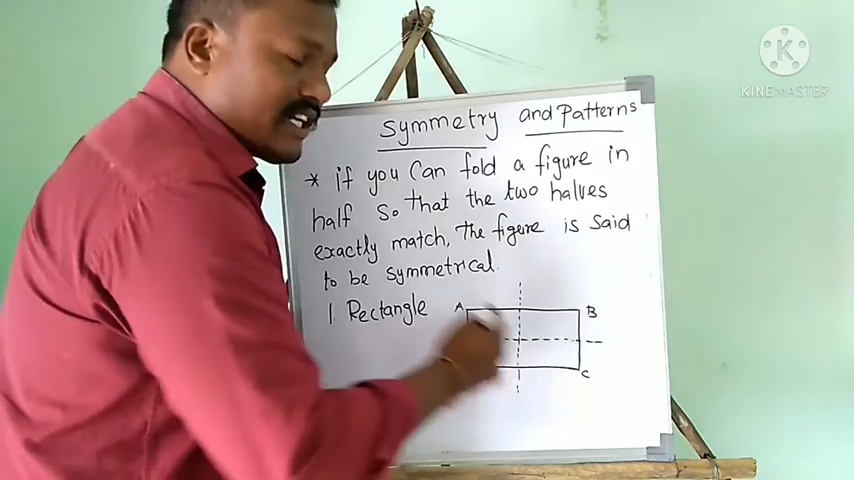 Symmetry and Patterns
* if you can fold a figure in
half so that the two halves
exactly match, the figure is said
to be symmetrical.
1. Rectangle
A
B
C
K
KINEMASTER